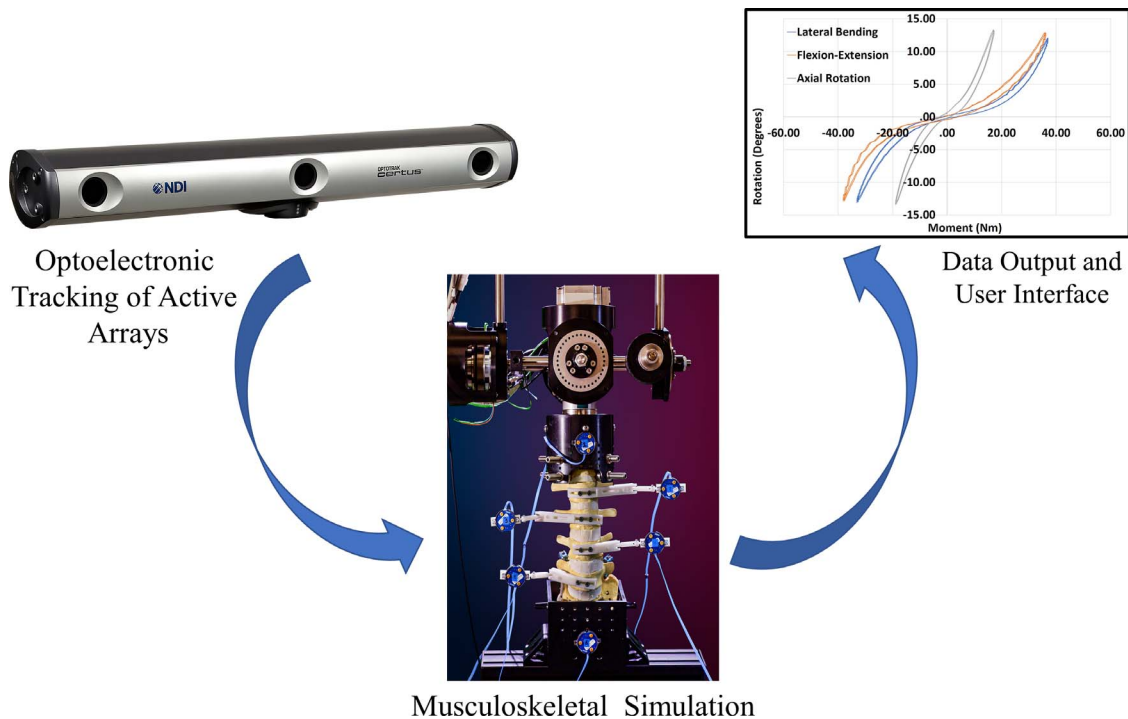 NDI
OPTOTRAK
certus
Optoelectronic
Tracking of Active
Arrays
15.00
Lateral Bending
10.00
Flexion-Extension
5.00
Axial Rotation
.00
-60.00 -40.00 -20.00 .00 20.00 40.00 60.00
-5.00
-10.00
-15.00
Rotation (Degrees)
Moment (Nm)
Data Output and
User Interface
Musculoskeletal Simulation